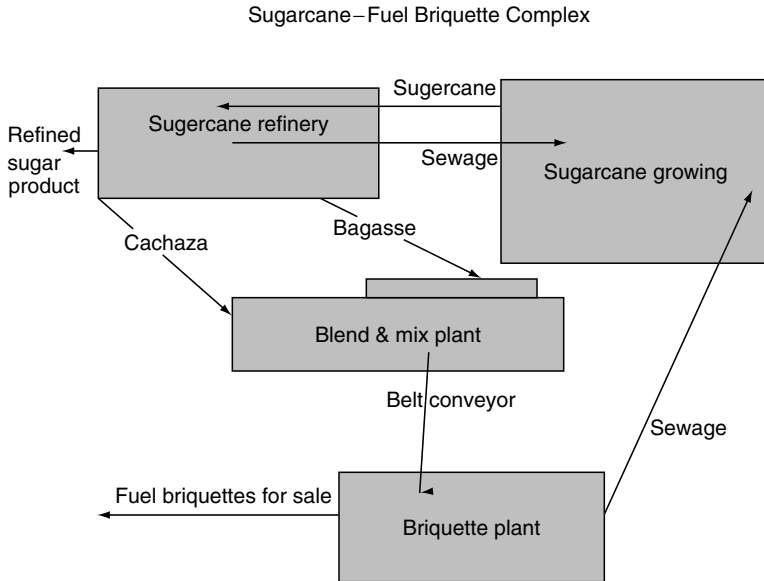 Sugarcane–Fuel Briquette Complex
Sugercane
Sugercane refinery
Refined
sugar
product
Sewage
Sugarcane growing
Cachaza
Bagasse
Blend & mix plant
Belt conveyor
Sewage
Fuel briquettes for sale
Briquette plant